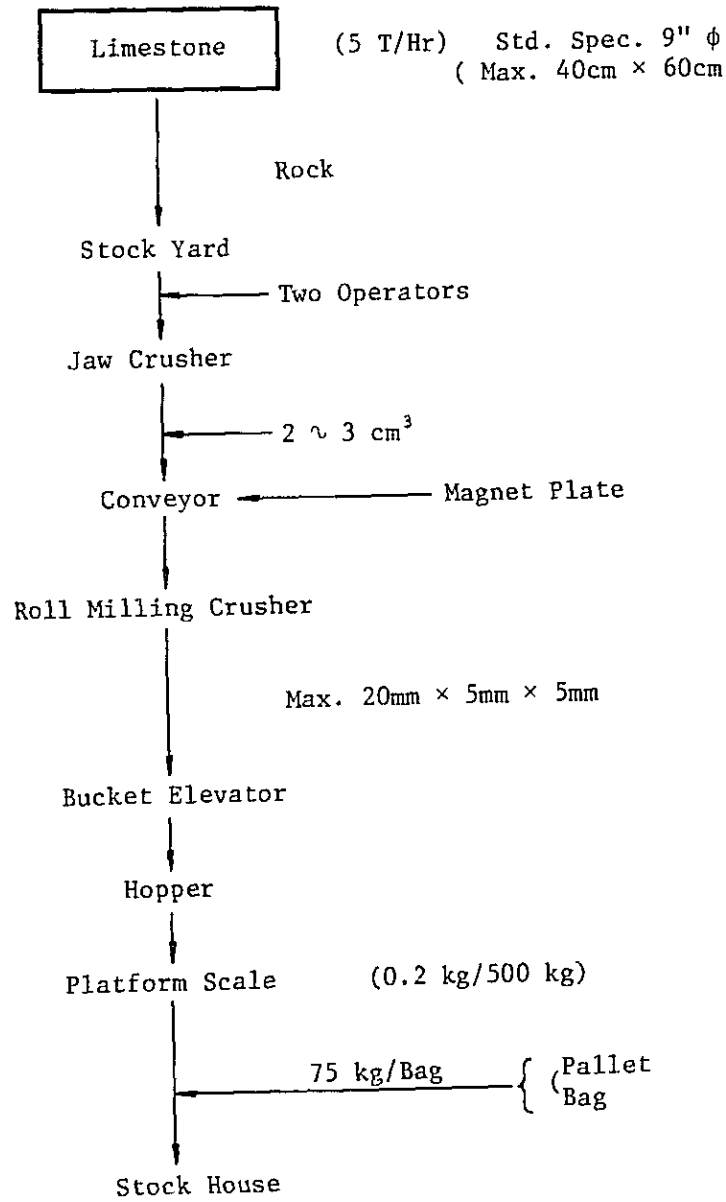 Limestone (5 T/Hr) Std. Spec. 9" φ
( Max. 40cm × 60cm
Rock
Stock Yard
Two Operators
Jaw Crusher
2 ∿ 3 cm³
Conveyor Magnet Plate
Roll Milling Crusher
Max. 20mm × 5mm × 5mm
Bucket Elevator
Hopper
Platform Scale (0.2 kg/500 kg)
75 kg/Bag { (Pallet
Bag
Stock House